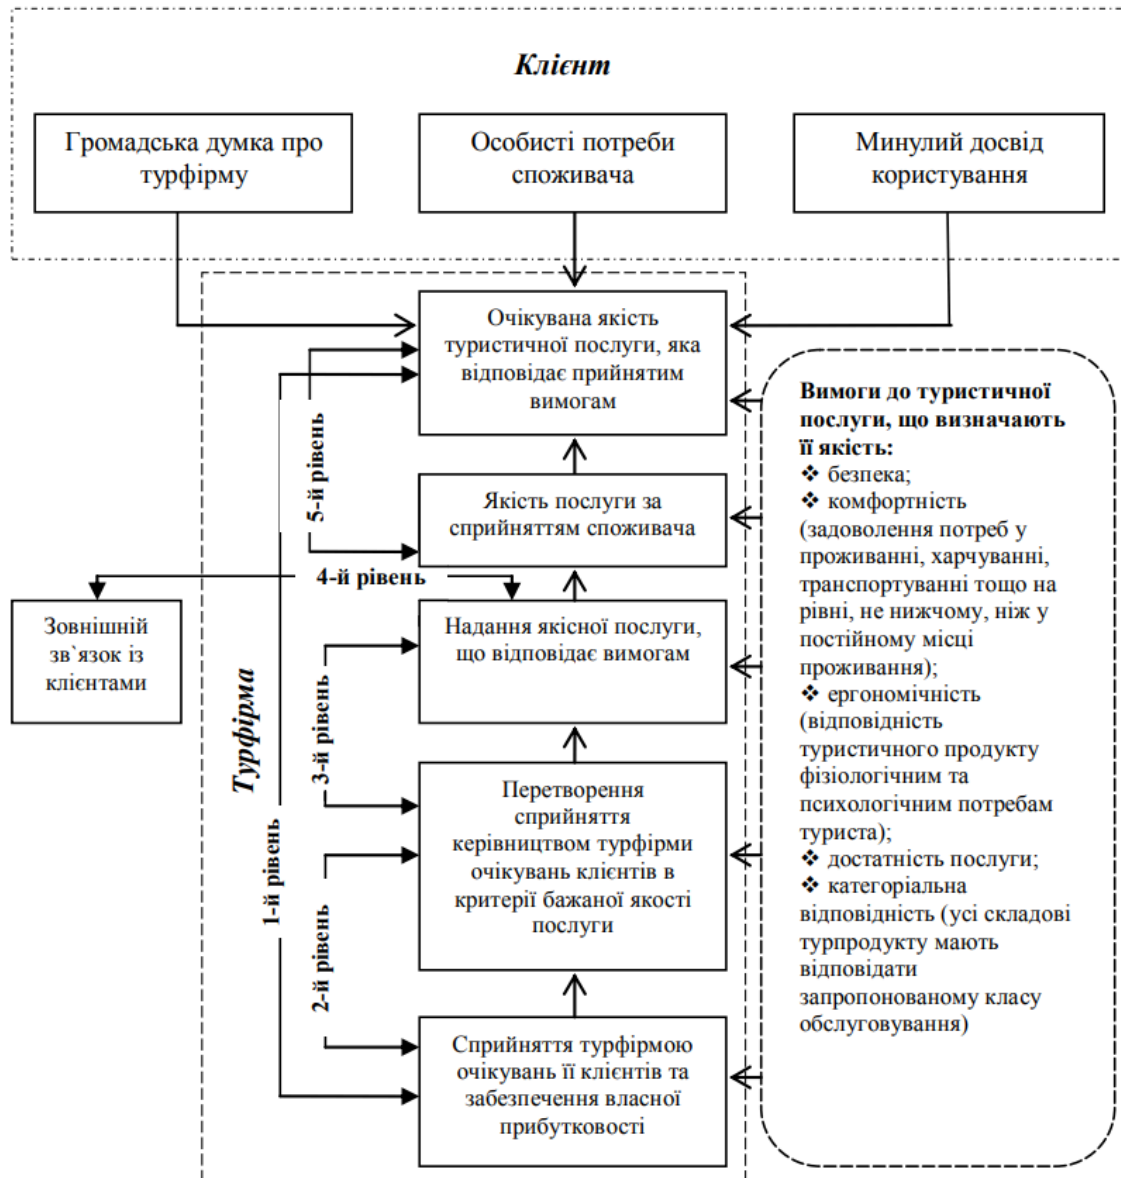 Клієнт
Громадська думка про
турфірму
Особисті потреби
споживача
Минулий досвід
користування
Очікувана якість
туристичної послуги, яка
відповідає прийнятим
вимогам
Якість послуги за
сприйняттям споживача
5-й рівень
4-й рівень
Зовнішній
зв`язок із
клієнтами
Надання якісної послуги,
що відповідає вимогам
Турфірма
3-й рівень
Перетворення
сприйняття
керівництвом турфірми
очікувань клієнтів в
критерії бажаної якості
послуги
1-й рівень
2-й рівень
Сприйняття турфірмою
очікувань її клієнтів та
забезпечення власної
прибутковості
Вимоги до туристичної
послуги, що визначають
її якість:
❖ безпека;
❖ комфортність
(задоволення потреб у
проживанні, харчуванні,
транспортуванні тощо на
рівні, не нижчому, ніж у
постійному місці
проживання);
❖ ергономічність
(відповідність
туристичного продукту
фізіологічним та
психологічним потребам
туриста);
❖ достатність послуги;
❖ категоріальна
відповідність (усі складові
турпродукту мають
відповідати
запропонованому класу
обслуговування)